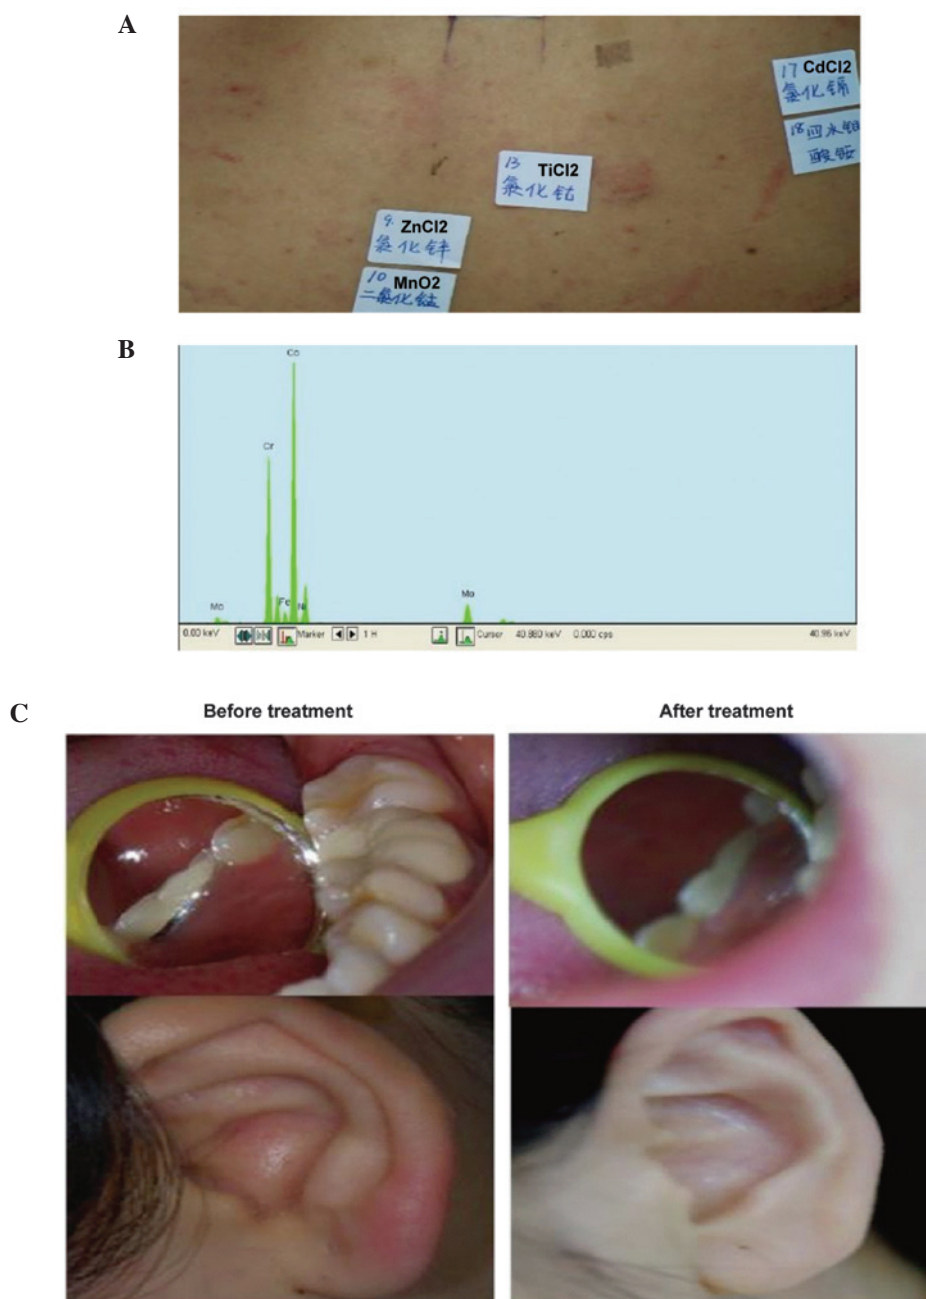 A
17 CdCl2
氯化镉
18 四水钼
酸铵
13 TiCl2
氯化钴
9. ZnCl2
氯化锌
10 MnO2
二氧化锰
B
Co
Cr
Mo
Fe
Ni
Mo
0.00 keV
Marker
1 H
Cursor 40.880 keV 0.000 cps
40.96 keV
C
Before treatment
After treatment